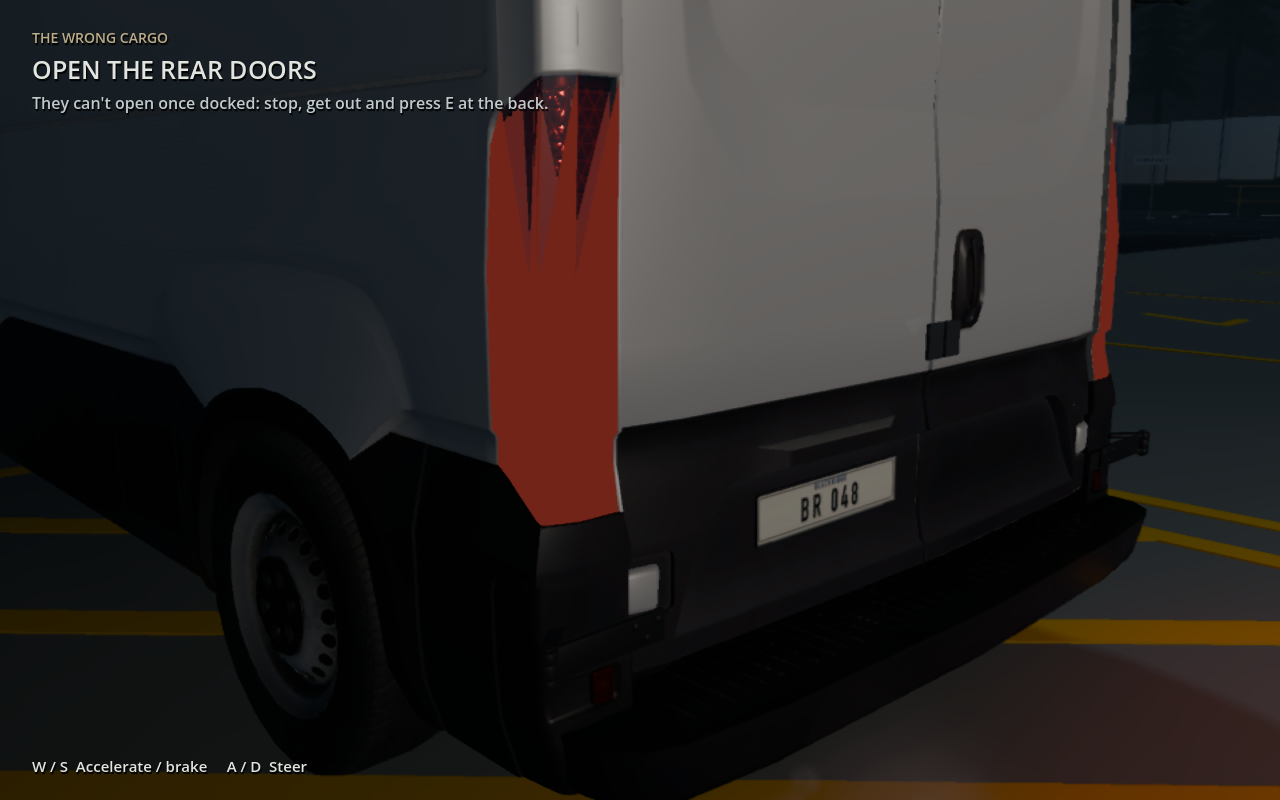 THE WRONG CARGO
OPEN THE REAR DOORS
They can't open once docked: stop, get out and press E at the back.
BR 048
W / S Accelerate / brake A / D Steer